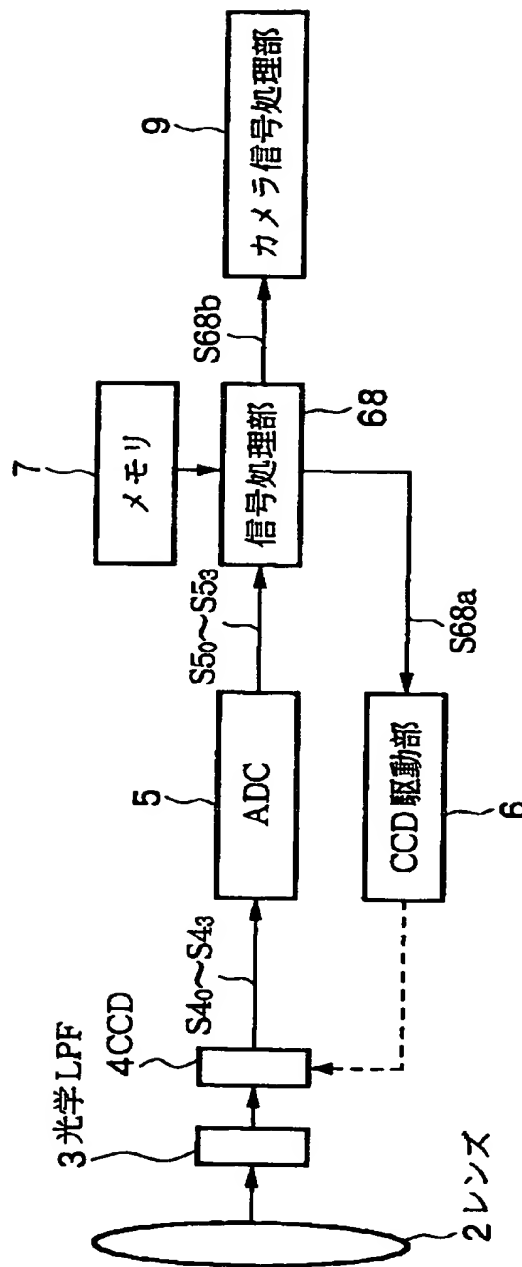 2レンズ
3光学LPF
4CCD
S4₀～S4₃
5
ADC
S5₀～S5₃
7
メモリ
信号処理部
68
S68b
9
カメラ信号処理部
S68a
CCD駆動部
6